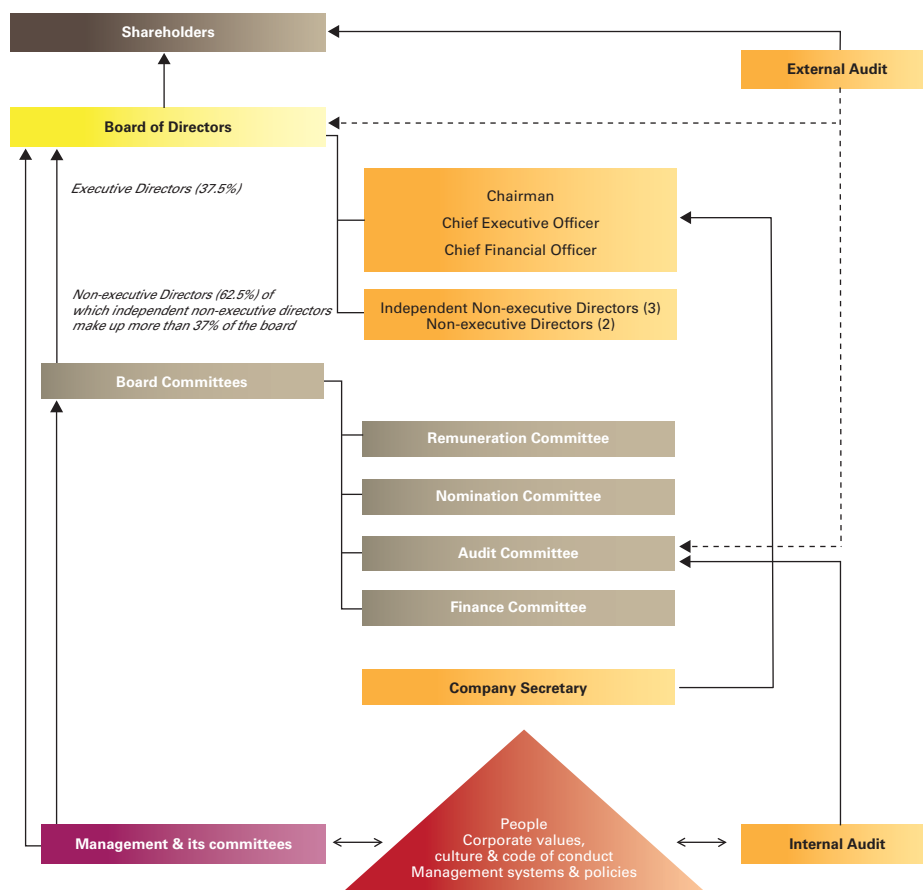 Shareholders
External Audit
Board of Directors
Executive Directors (37.5%)
Chairman
Chief Executive Officer
Chief Financial Officer
Non-executive Directors (62.5%) of
which independent non-executive directors
make up more than 37% of the board
Independent Non-executive Directors (3)
Non-executive Directors (2)
Board Committees
Remuneration Committee
Nomination Committee
Audit Committee
Finance Committee
Company Secretary
Management & its committees
People
Corporate values,
culture & code of conduct
Management systems & policies
Internal Audit